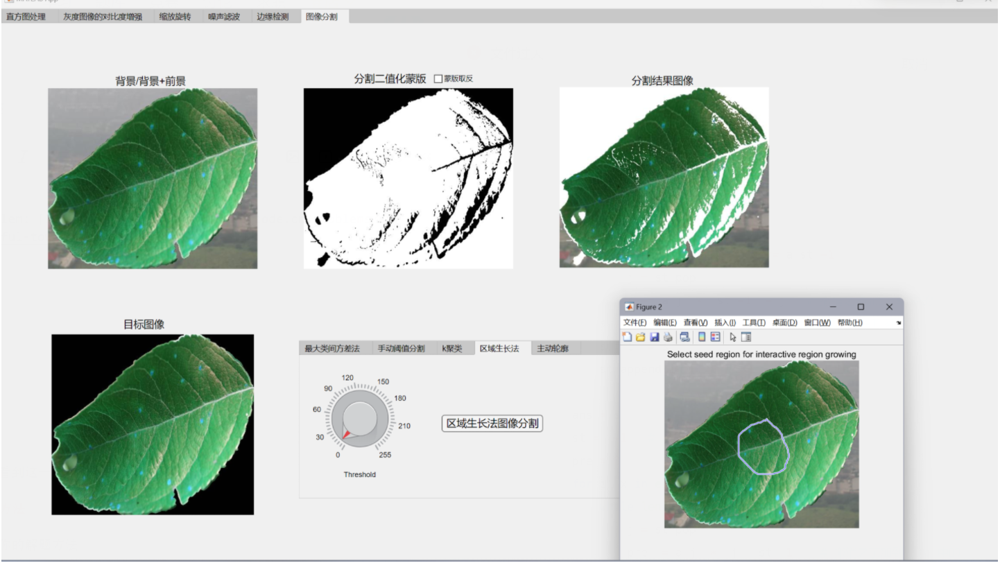 直方图处理 灰度图像的对比度增强 缩放旋转 噪声滤波 边缘检测 图像分割
背景/背景+前景
分割二值化蒙版 蒙版取反
分割结果图像
目标图像
最大类间方差法 手动阈值分割 k聚类 区域生长法 主动轮廓
0 30 60 90 120 150 180 210 255
Threshold
区域生长法图像分割
Figure 2
文件(F) 编辑(E) 查看(V) 插入(I) 工具(T) 桌面(D) 窗口(W) 帮助(H)
Select seed region for interactive region growing